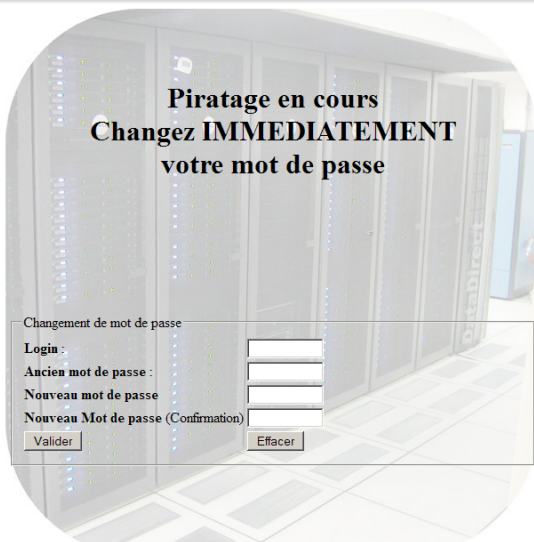 Piratage en cours
Changez IMMEDIATEMENT
votre mot de passe
DataDirect
Changement de mot de passe
Login :
Ancien mot de passe :
Nouveau mot de passe
Nouveau Mot de passe (Confirmation)
Valider Effacer